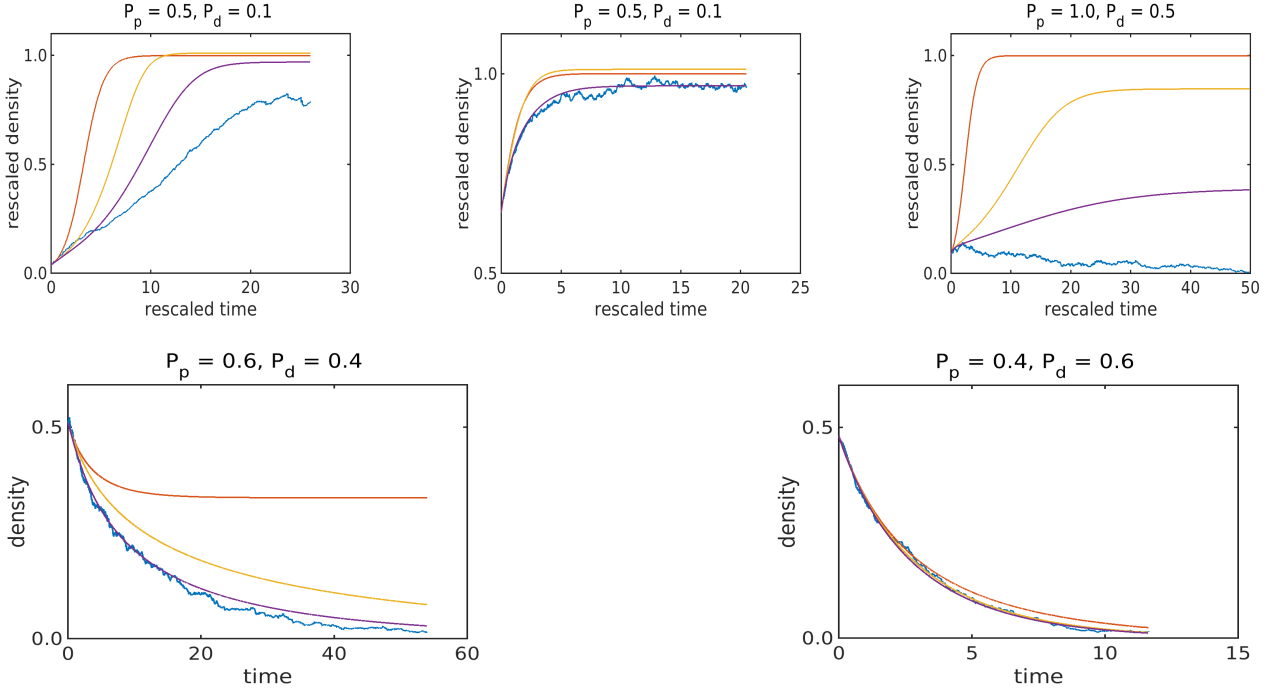 P_p = 0.5, P_d = 0.1
1.0
0.5
0.0
rescaled density
0 10 20 30
rescaled time
P_p = 0.5, P_d = 0.1
1.0
0.5
rescaled density
0 5 10 15 20 25
rescaled time
P_p = 1.0, P_d = 0.5
1.0
0.5
0.0
rescaled density
0 10 20 30 40 50
rescaled time
P_p = 0.6, P_d = 0.4
0.5
0.0
density
0 20 40 60
time
P_p = 0.4, P_d = 0.6
0.5
0.0
density
0 5 10 15
time